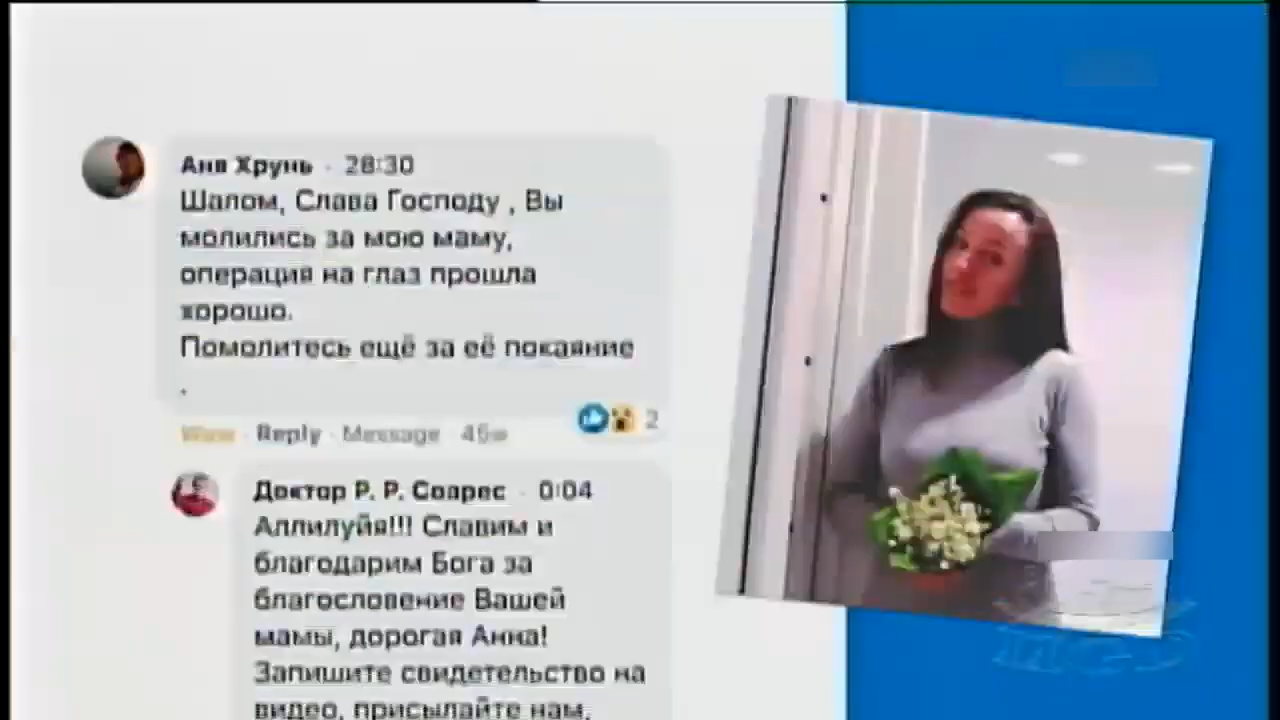 Аня Хрунь · 28:30
Шалом, Слава Господу , Вы
молились за мою маму,
операция на глаз прошла
хорошо.
Помолитесь ещё за её покаяние
.
Wow · Reply · Message · 45w
2
Доктор Р. Р. Соарес · 0:04
Аллилуйя!!! Славим и
благодарим Бога за
благословение Вашей
мамы, дорогая Анна!
Запишите свидетельство на
видео, присылайте нам,